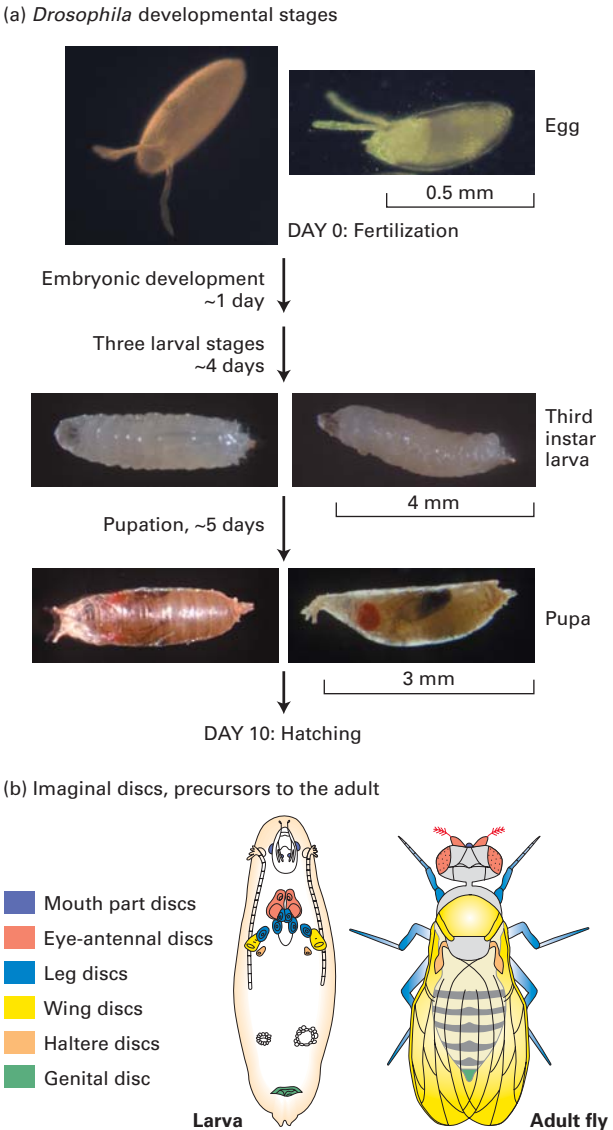 (a) Drosophila developmental stages
Egg
0.5 mm
DAY 0: Fertilization
Embryonic development
~1 day
Three larval stages
~4 days
Third
instar
larva
4 mm
Pupation, ~5 days
Pupa
3 mm
DAY 10: Hatching
(b) Imaginal discs, precursors to the adult
Mouth part discs
Eye-antennal discs
Leg discs
Wing discs
Haltere discs
Genital disc
Larva
Adult fly